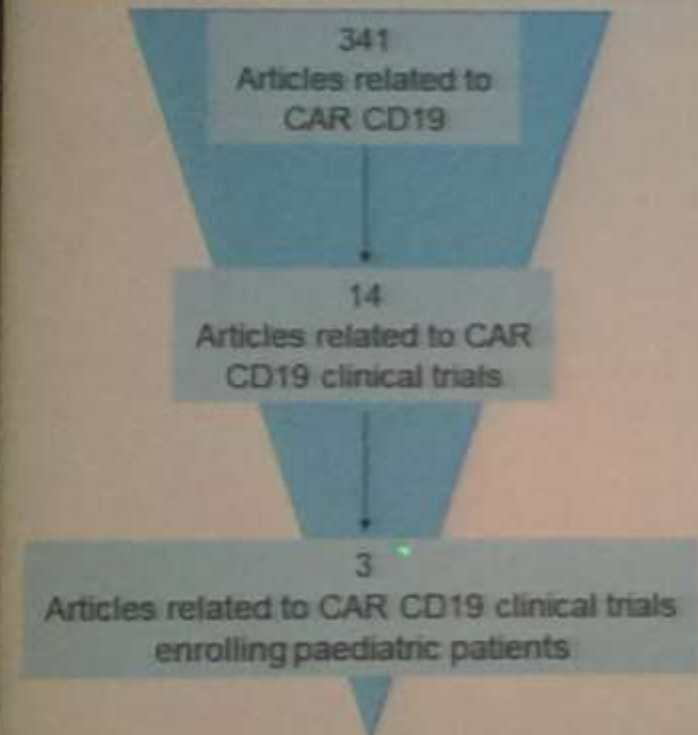 341
Articles related to
CAR CD19
14
Articles related to CAR
CD19 clinical trials
3
Articles related to CAR CD19 clinical trials
enrolling paediatric patients